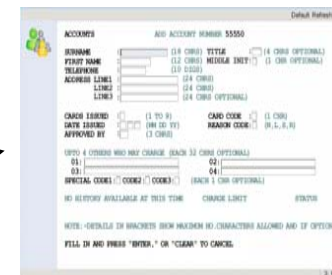 Default Refresh
ACCOUNTS ADD ACCOUNT NUMBER 55550
SURNAME : (18 CHRS) TITLE : (4 CHRS OPTIONAL)
FIRST NAME : (12 CHRS) MIDDLE INIT: (1 CHR OPTIONAL)
TELEPHONE : (10 DIGS)
ADDRESS LINE1 : (24 CHRS)
LINE2 : (24 CHRS)
LINE3 : (24 CHRS OPTIONAL)
CARDS ISSUED : (1 TO 9) CARD CODE : (1 CHR)
DATE ISSUED : (MM DD YY) REASON CODE: (N,L,S,R)
APPROVED BY : (3 CHRS)
UPTO 4 OTHERS WHO MAY CHARGE (EACH 32 CHRS OPTIONAL)
01: 02:
03: 04:
SPECIAL CODE1: CODE2: CODE3: (EACH 1 CHR OPTIONAL)
NO HISTORY AVAILABLE AT THIS TIME CHARGE LIMIT STATUS
NOTE:-DETAILS IN BRACKETS SHOW MAXIMUM NO.CHARACTERS ALLOWED AND IF OPTION
FILL IN AND PRESS "ENTER," OR "CLEAR" TO CANCEL